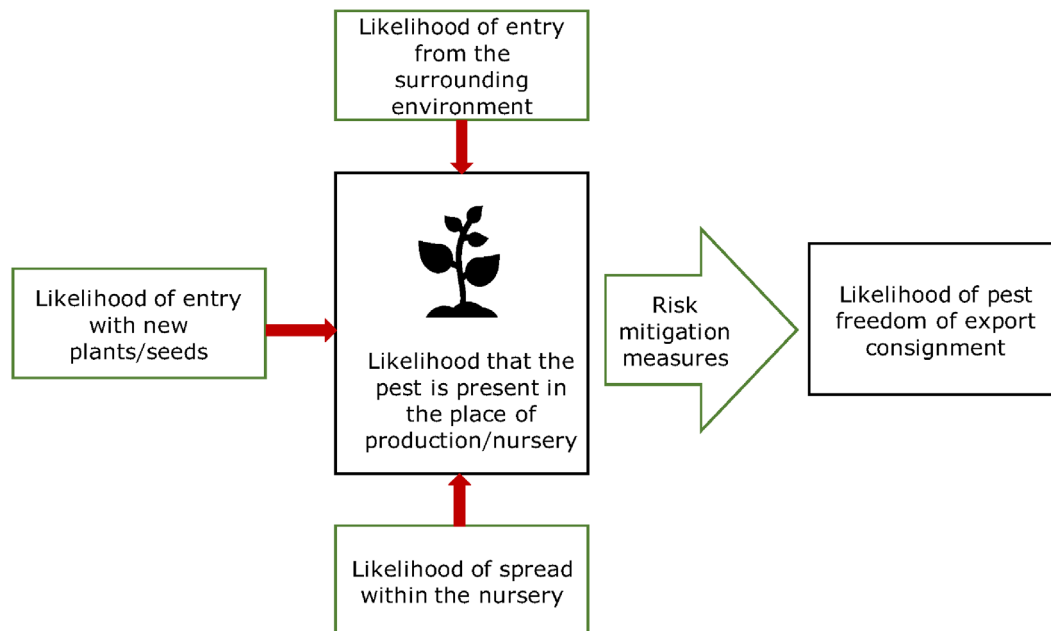 Likelihood of entry
from the
surrounding
environment
Likelihood of entry
with new
plants/seeds
Likelihood that the
pest is present in
the place of
production/nursery
Risk
mitigation
measures
Likelihood of pest
freedom of export
consignment
Likelihood of spread
within the nursery